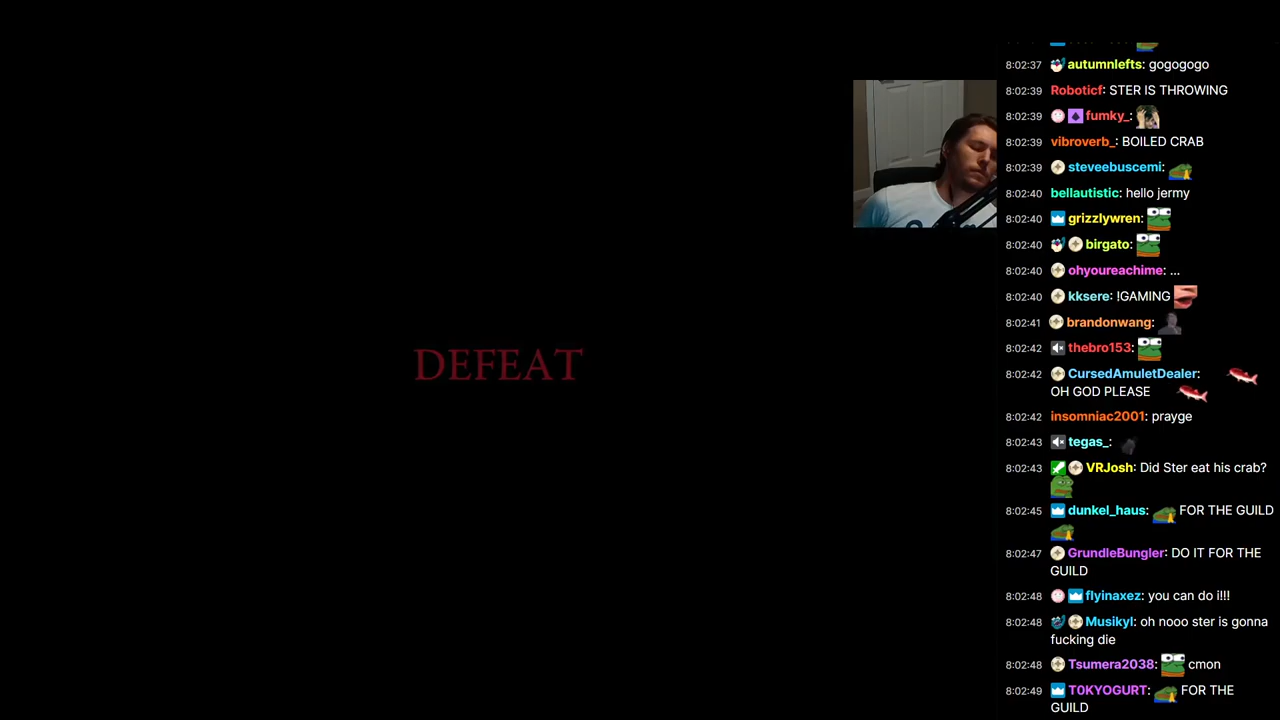 8:02:37 autumnlefts: gogogogo
8:02:39 Roboticf: STER IS THROWING
8:02:39 fumky_:
8:02:39 vibroverb_: BOILED CRAB
8:02:39 steveebuscemi:
8:02:40 bellautistic: hello jermy
8:02:40 grizzlywren:
8:02:40 birgato:
8:02:40 ohyoureachime: ...
8:02:40 kksere: !GAMING
8:02:41 brandonwang:
8:02:42 thebro153:
8:02:42 CursedAmuletDealer:
OH GOD PLEASE
8:02:42 insomniac2001: prayge
8:02:43 tegas_:
8:02:43 VRJosh: Did Ster eat his crab?
8:02:45 dunkel_haus: FOR THE GUILD
8:02:47 GrundleBungler: DO IT FOR THE
GUILD
8:02:48 flyinaxez: you can do i!!!
8:02:48 Musikyl: oh nooo ster is gonna
fucking die
8:02:48 Tsumera2038: cmon
8:02:49 T0KYOGURT: FOR THE
GUILD
DEFEAT